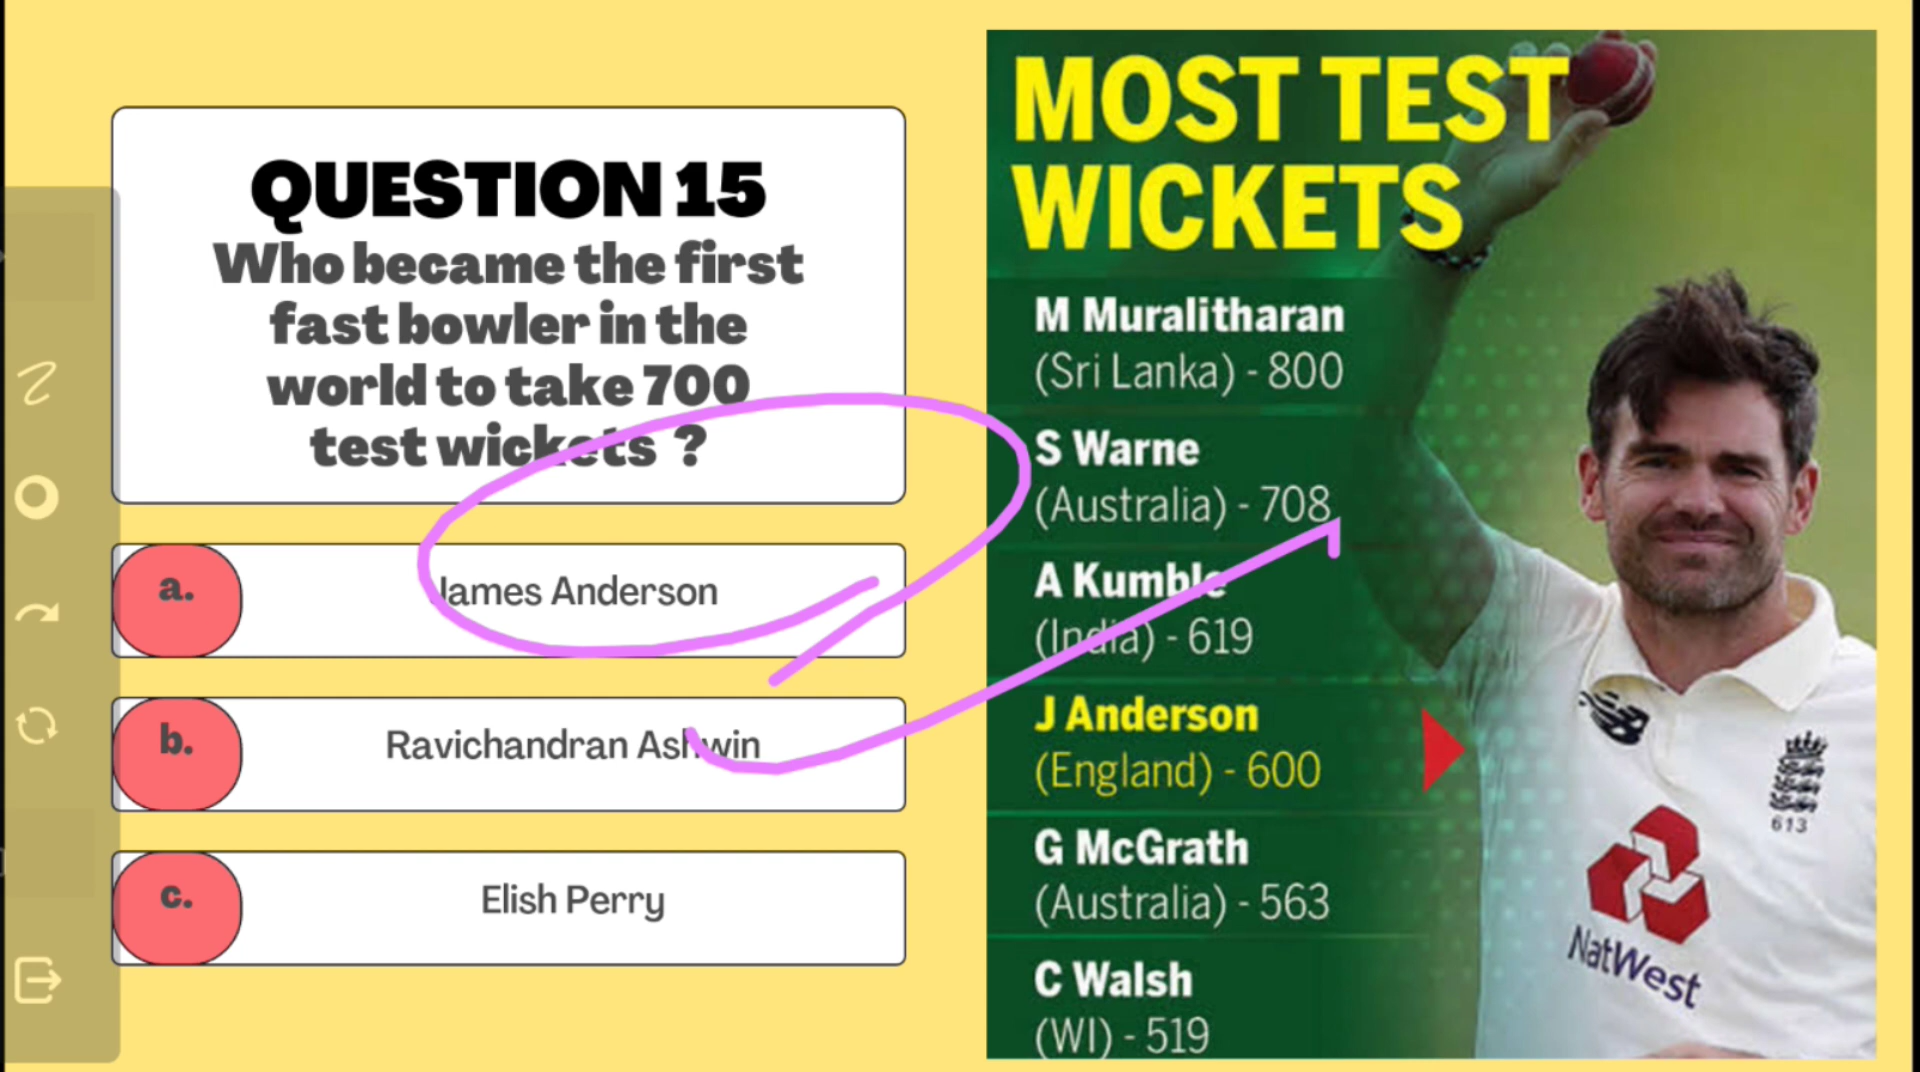 QUESTION 15
Who became the first
fast bowler in the
world to take 700
test wickets ?
a.
James Anderson
b.
Ravichandran Ashwin
c.
Elish Perry
MOST TEST
WICKETS
M Muralitharan
(Sri Lanka) - 800
S Warne
(Australia) - 708
A Kumble
(India) - 619
J Anderson
(England) - 600
G McGrath
(Australia) - 563
C Walsh
(WI) - 519
613
NatWest